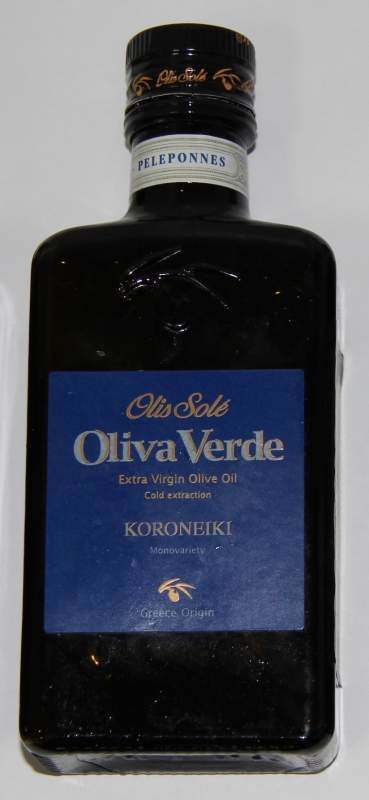 Olis Solé
PELEPONNES
Olis Solé
Oliva Verde
Extra Virgin Olive Oil
Cold extraction
KORONEIKI
Monovariety
Greece Origin